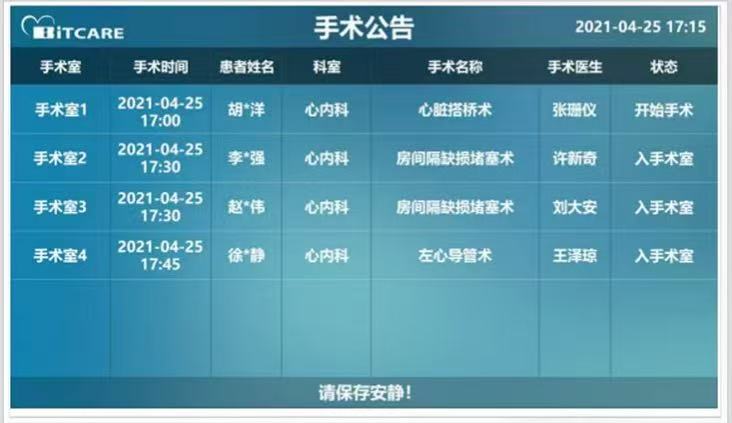 BiTCARE 手术公告 2021-04-25 17:15
手术室 手术时间 患者姓名 科室 手术名称 手术医生 状态
手术室1 2021-04-25 17:00 胡*洋 心内科 心脏搭桥术 张珊仪 开始手术
手术室2 2021-04-25 17:30 李*强 心内科 房间隔缺损堵塞术 许新奇 入手术室
手术室3 2021-04-25 17:30 赵*伟 心内科 房间隔缺损堵塞术 刘大安 入手术室
手术室4 2021-04-25 17:45 徐*静 心内科 左心导管术 王泽琼 入手术室
请保存安静!